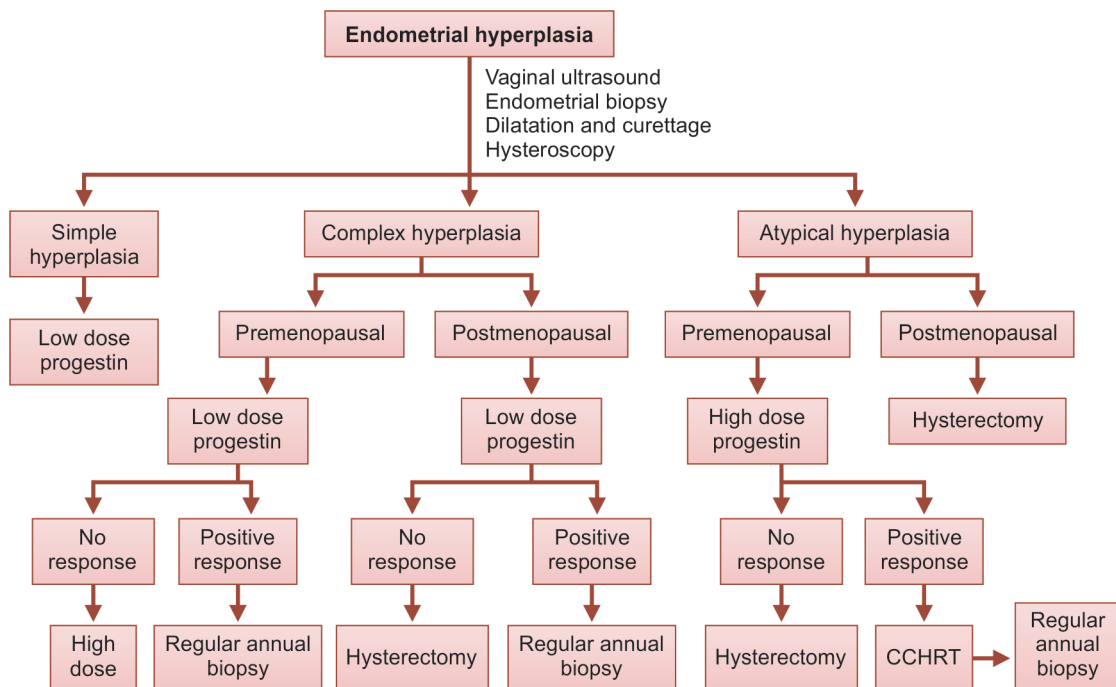 Endometrial hyperplasia
Vaginal ultrasound
Endometrial biopsy
Dilatation and curettage
Hysteroscopy
Simple
hyperplasia
Complex hyperplasia
Atypical hyperplasia
Low dose
progestin
Premenopausal
Postmenopausal
Premenopausal
Postmenopausal
Low dose
progestin
Low dose
progestin
High dose
progestin
Hysterectomy
No
response
Positive
response
No
response
Positive
response
No
response
Positive
response
High
dose
Regular annual
biopsy
Hysterectomy
Regular annual
biopsy
Hysterectomy
CCHRT
Regular
annual
biopsy